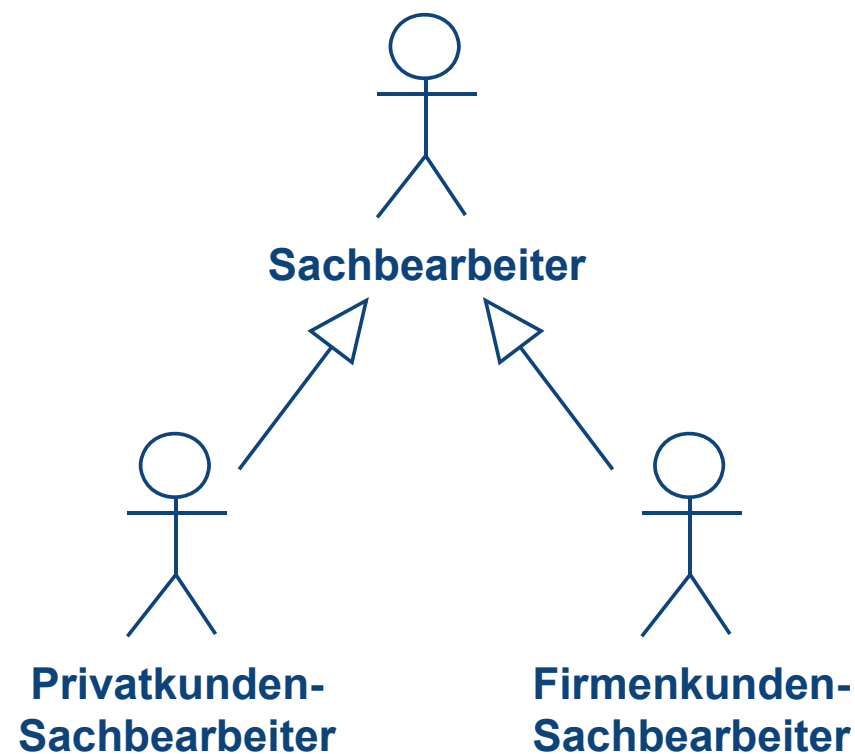 Sachbearbeiter
Privatkunden-
Sachbearbeiter
Firmenkunden-
Sachbearbeiter